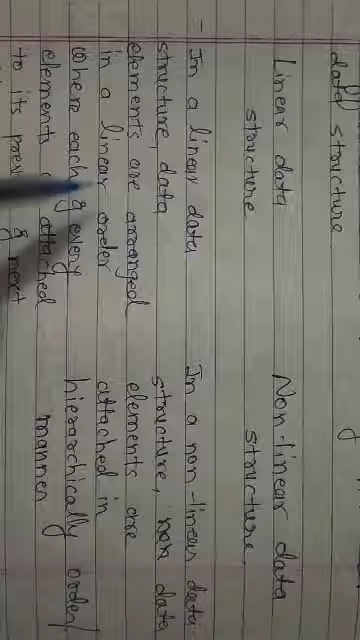 data structure
Linear data
structure
Non-linear data
structure.
In a linear data
structure, data
elements are arranged
in a linear order
where each & every
elements attached
to its & next
In a non-linear data
structure, non data
elements are
attached in
hierarchically order/
manner